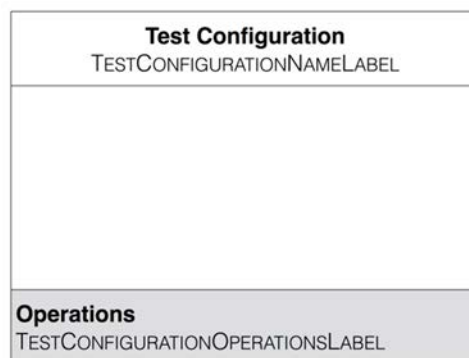 Test Configuration
TESTCONFIGURATIONNAMELABEL
Operations
TESTCONFIGURATIONOPERATIONSLABEL